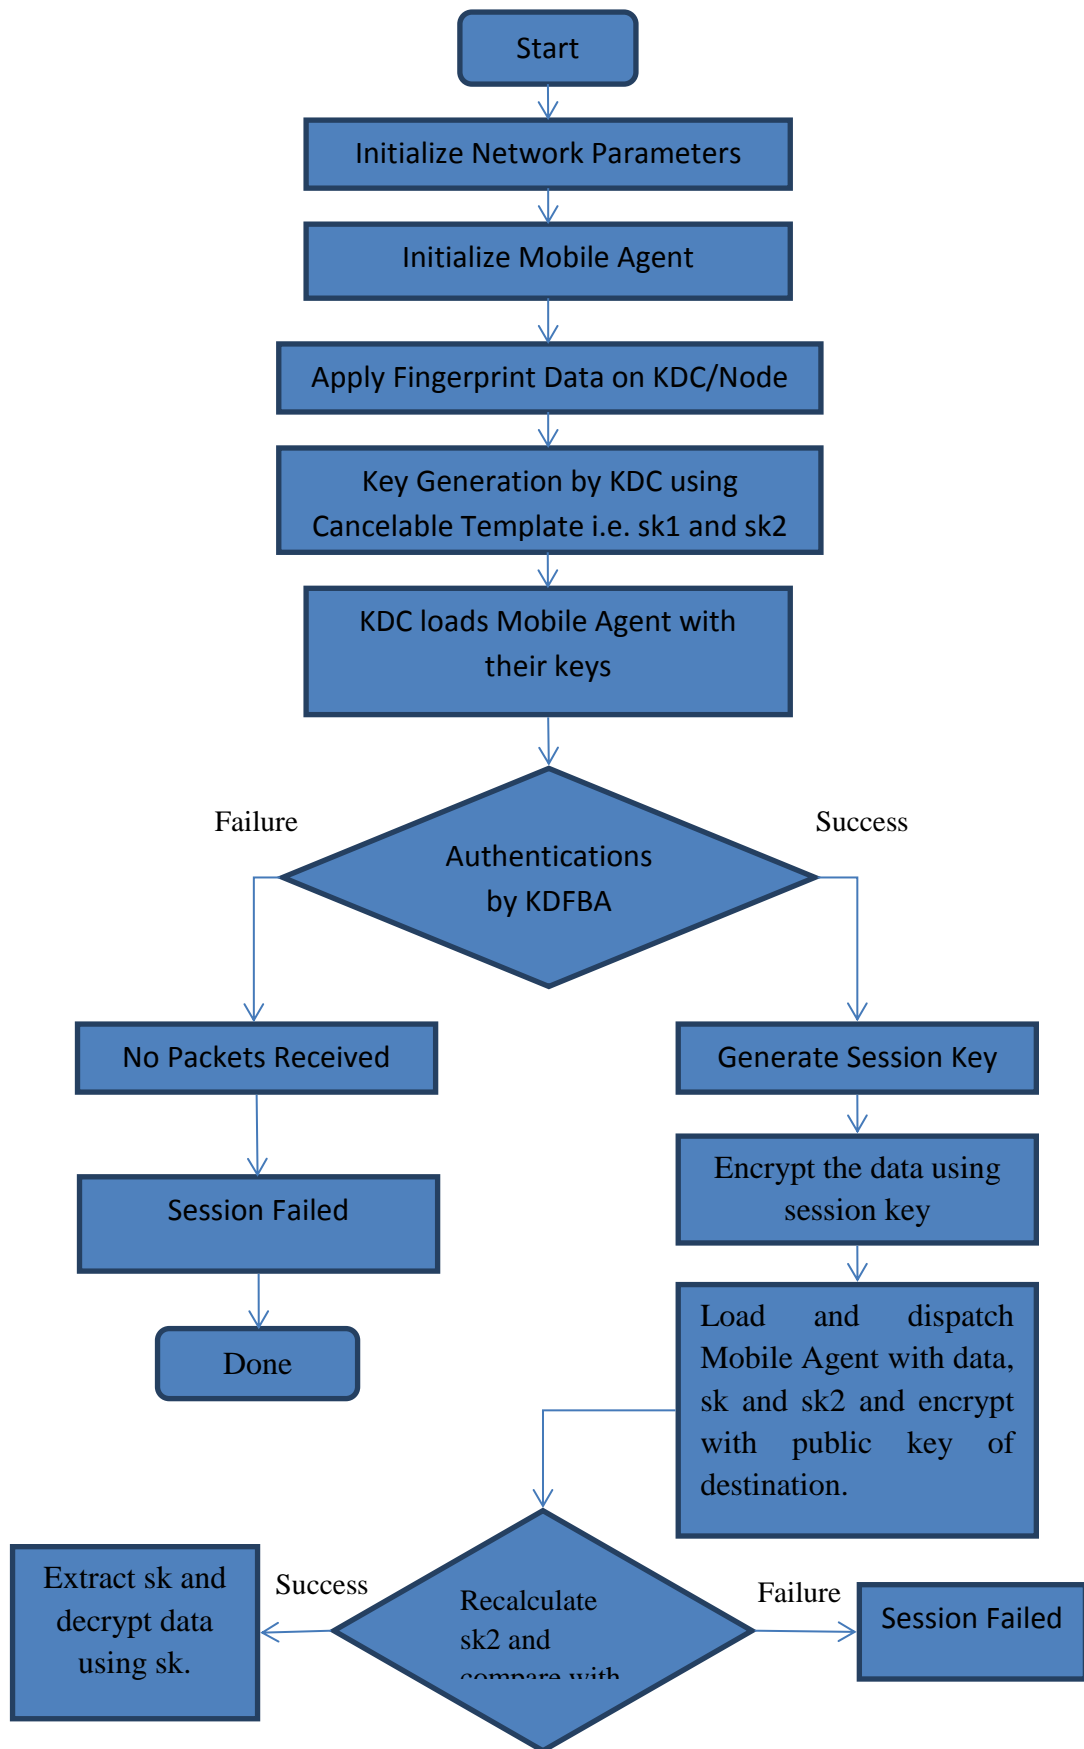 Start
Initialize Network Parameters
Initialize Mobile Agent
Apply Fingerprint Data on KDC/Node
Key Generation by KDC using
Cancelable Template i.e. sk1 and sk2
KDC loads Mobile Agent with
their keys
Failure
Success
Authentications
by KDFBA
No Packets Received
Generate Session Key
Encrypt the data using
session key
Session Failed
Load and dispatch
Mobile Agent with data,
sk and sk2 and encrypt
with public key of
destination.
Done
Extract sk and
decrypt data
using sk.
Success
Recalculate
sk2 and
compare with
Failure
Session Failed